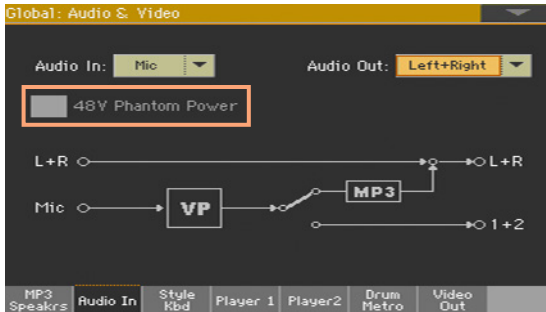 Global: Audio & Video
Audio In: Mic
Audio Out: Left+Right
48V Phantom Power
L+R
L+R
Mic
VP
MP3
1+2
MP3 Speakrs
Audio In
Style Kbd
Player 1
Player2
Drum Metro
Video Out